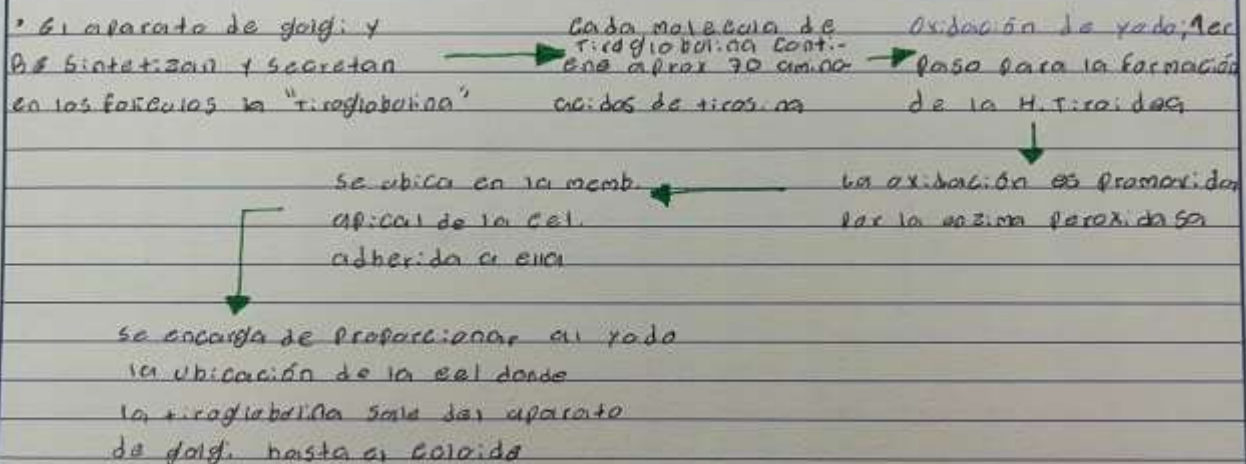 • El aparato de golgi y
RE sintetizan y secretan
en los foliculos la "tiroglobulina"
Cada molecula de
tiroglobulina conti-
ene aprox 70 amino-
acidos de tirosina
Oxidación de yodo; 1er
paso para la formación
de la H. Tiroidea
La oxidación es promovida
por la enzima peroxidasa
Se ubica en la memb.
apical de la cel.
adherida a ella
Se encarga de proporcionar al yodo
la ubicación de la cel donde
la tiroglobulina sale del aparato
de golgi hasta el coloide